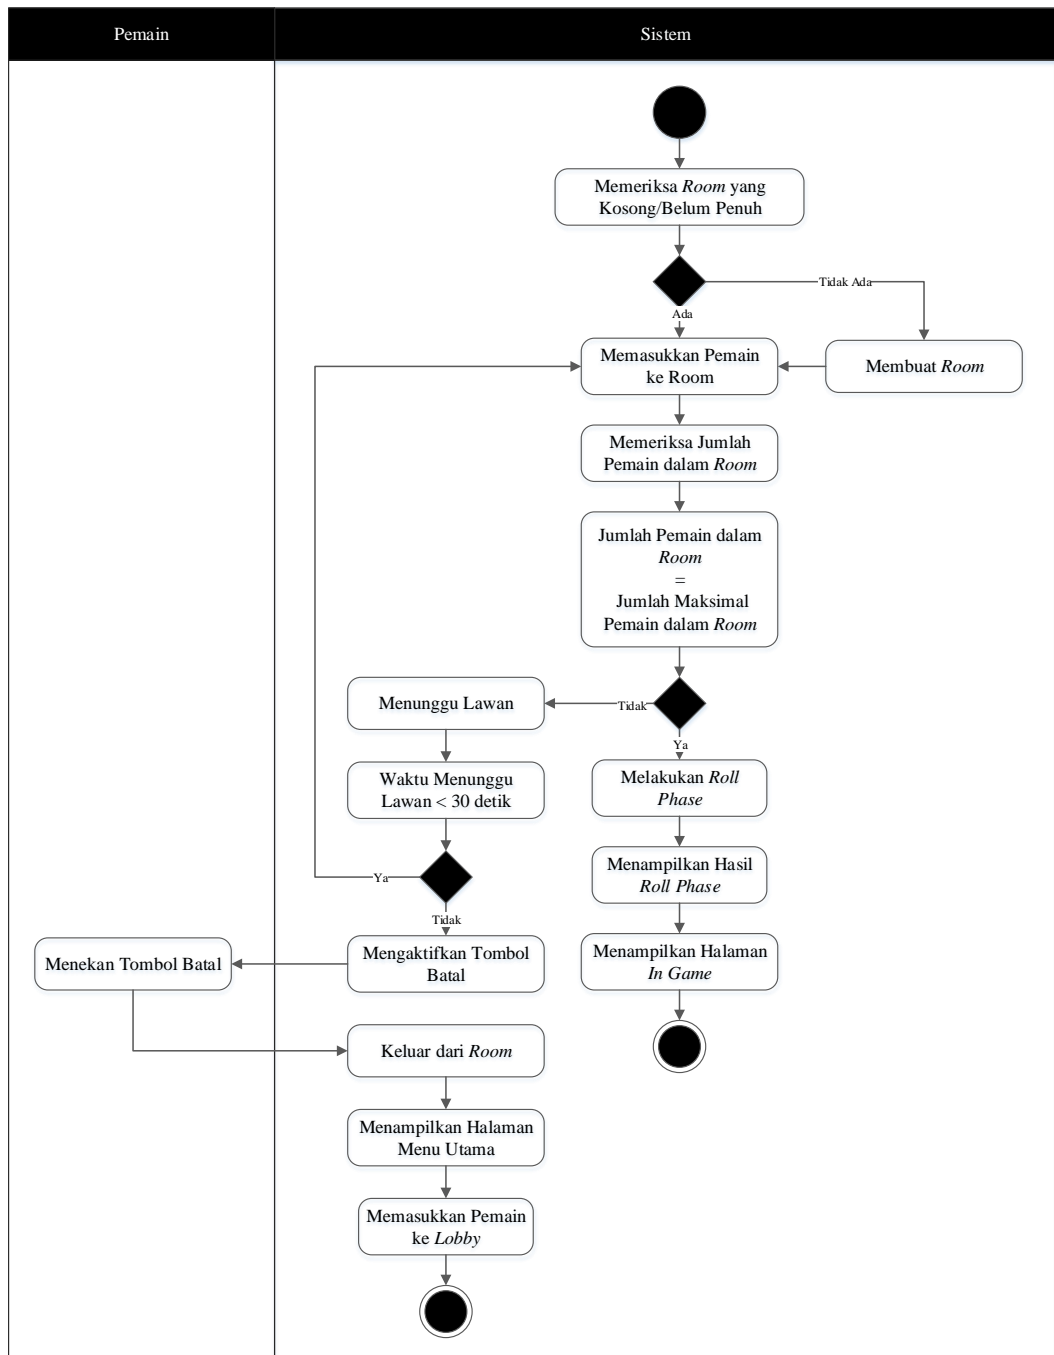 Pemain
Sistem
Memeriksa Room yang
Kosong/Belum Penuh
Tidak Ada
Ada
Memasukkan Pemain
ke Room
Membuat Room
Memeriksa Jumlah
Pemain dalam Room
Jumlah Pemain dalam
Room
=
Jumlah Maksimal
Pemain dalam Room
Menunggu Lawan
Tidak
Ya
Waktu Menunggu
Lawan < 30 detik
Melakukan Roll
Phase
Ya
Tidak
Menampilkan Hasil
Roll Phase
Menekan Tombol Batal
Mengaktifkan Tombol
Batal
Menampilkan Halaman
In Game
Keluar dari Room
Menampilkan Halaman
Menu Utama
Memasukkan Pemain
ke Lobby